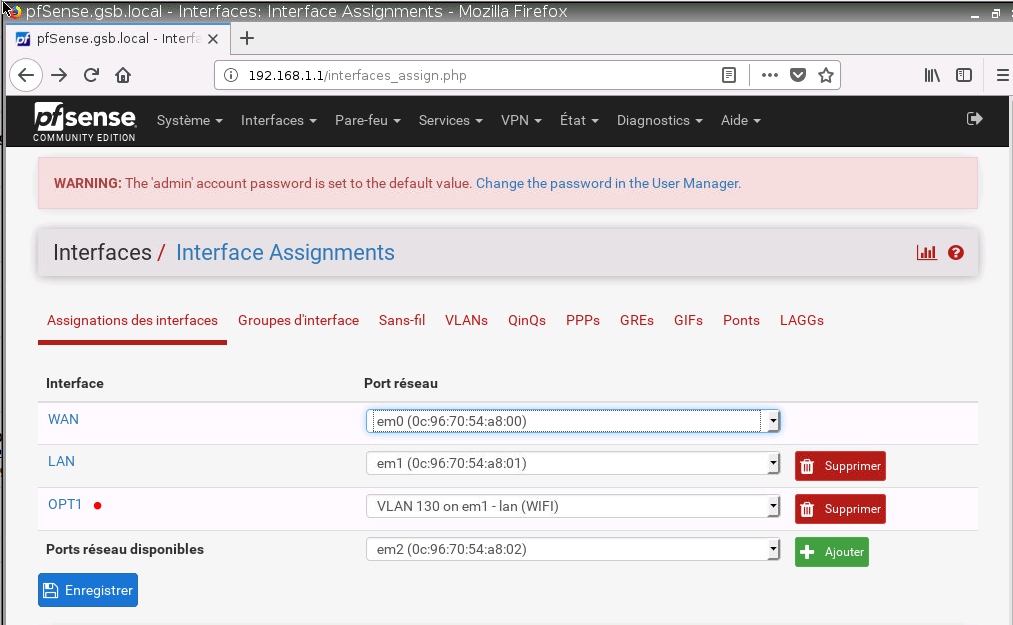 pfSense.gsb.local - Interfaces: Interface Assignments - Mozilla Firefox
pfSense.gsb.local - Interfa
192.168.1.1/interfaces_assign.php
pfsense
COMMUNITY EDITION
Système Interfaces Pare-feu Services VPN État Diagnostics Aide
WARNING: The 'admin' account password is set to the default value. Change the password in the User Manager.
Interfaces / Interface Assignments
Assignations des interfaces Groupes d'interface Sans-fil VLANs QinQs PPPs GREs GIFs Ponts LAGGs
Interface Port réseau
WAN em0 (0c:96:70:54:a8:00)
LAN em1 (0c:96:70:54:a8:01) Supprimer
OPT1 VLAN 130 on em1 - lan (WIFI) Supprimer
Ports réseau disponibles em2 (0c:96:70:54:a8:02) Ajouter
Enregistrer